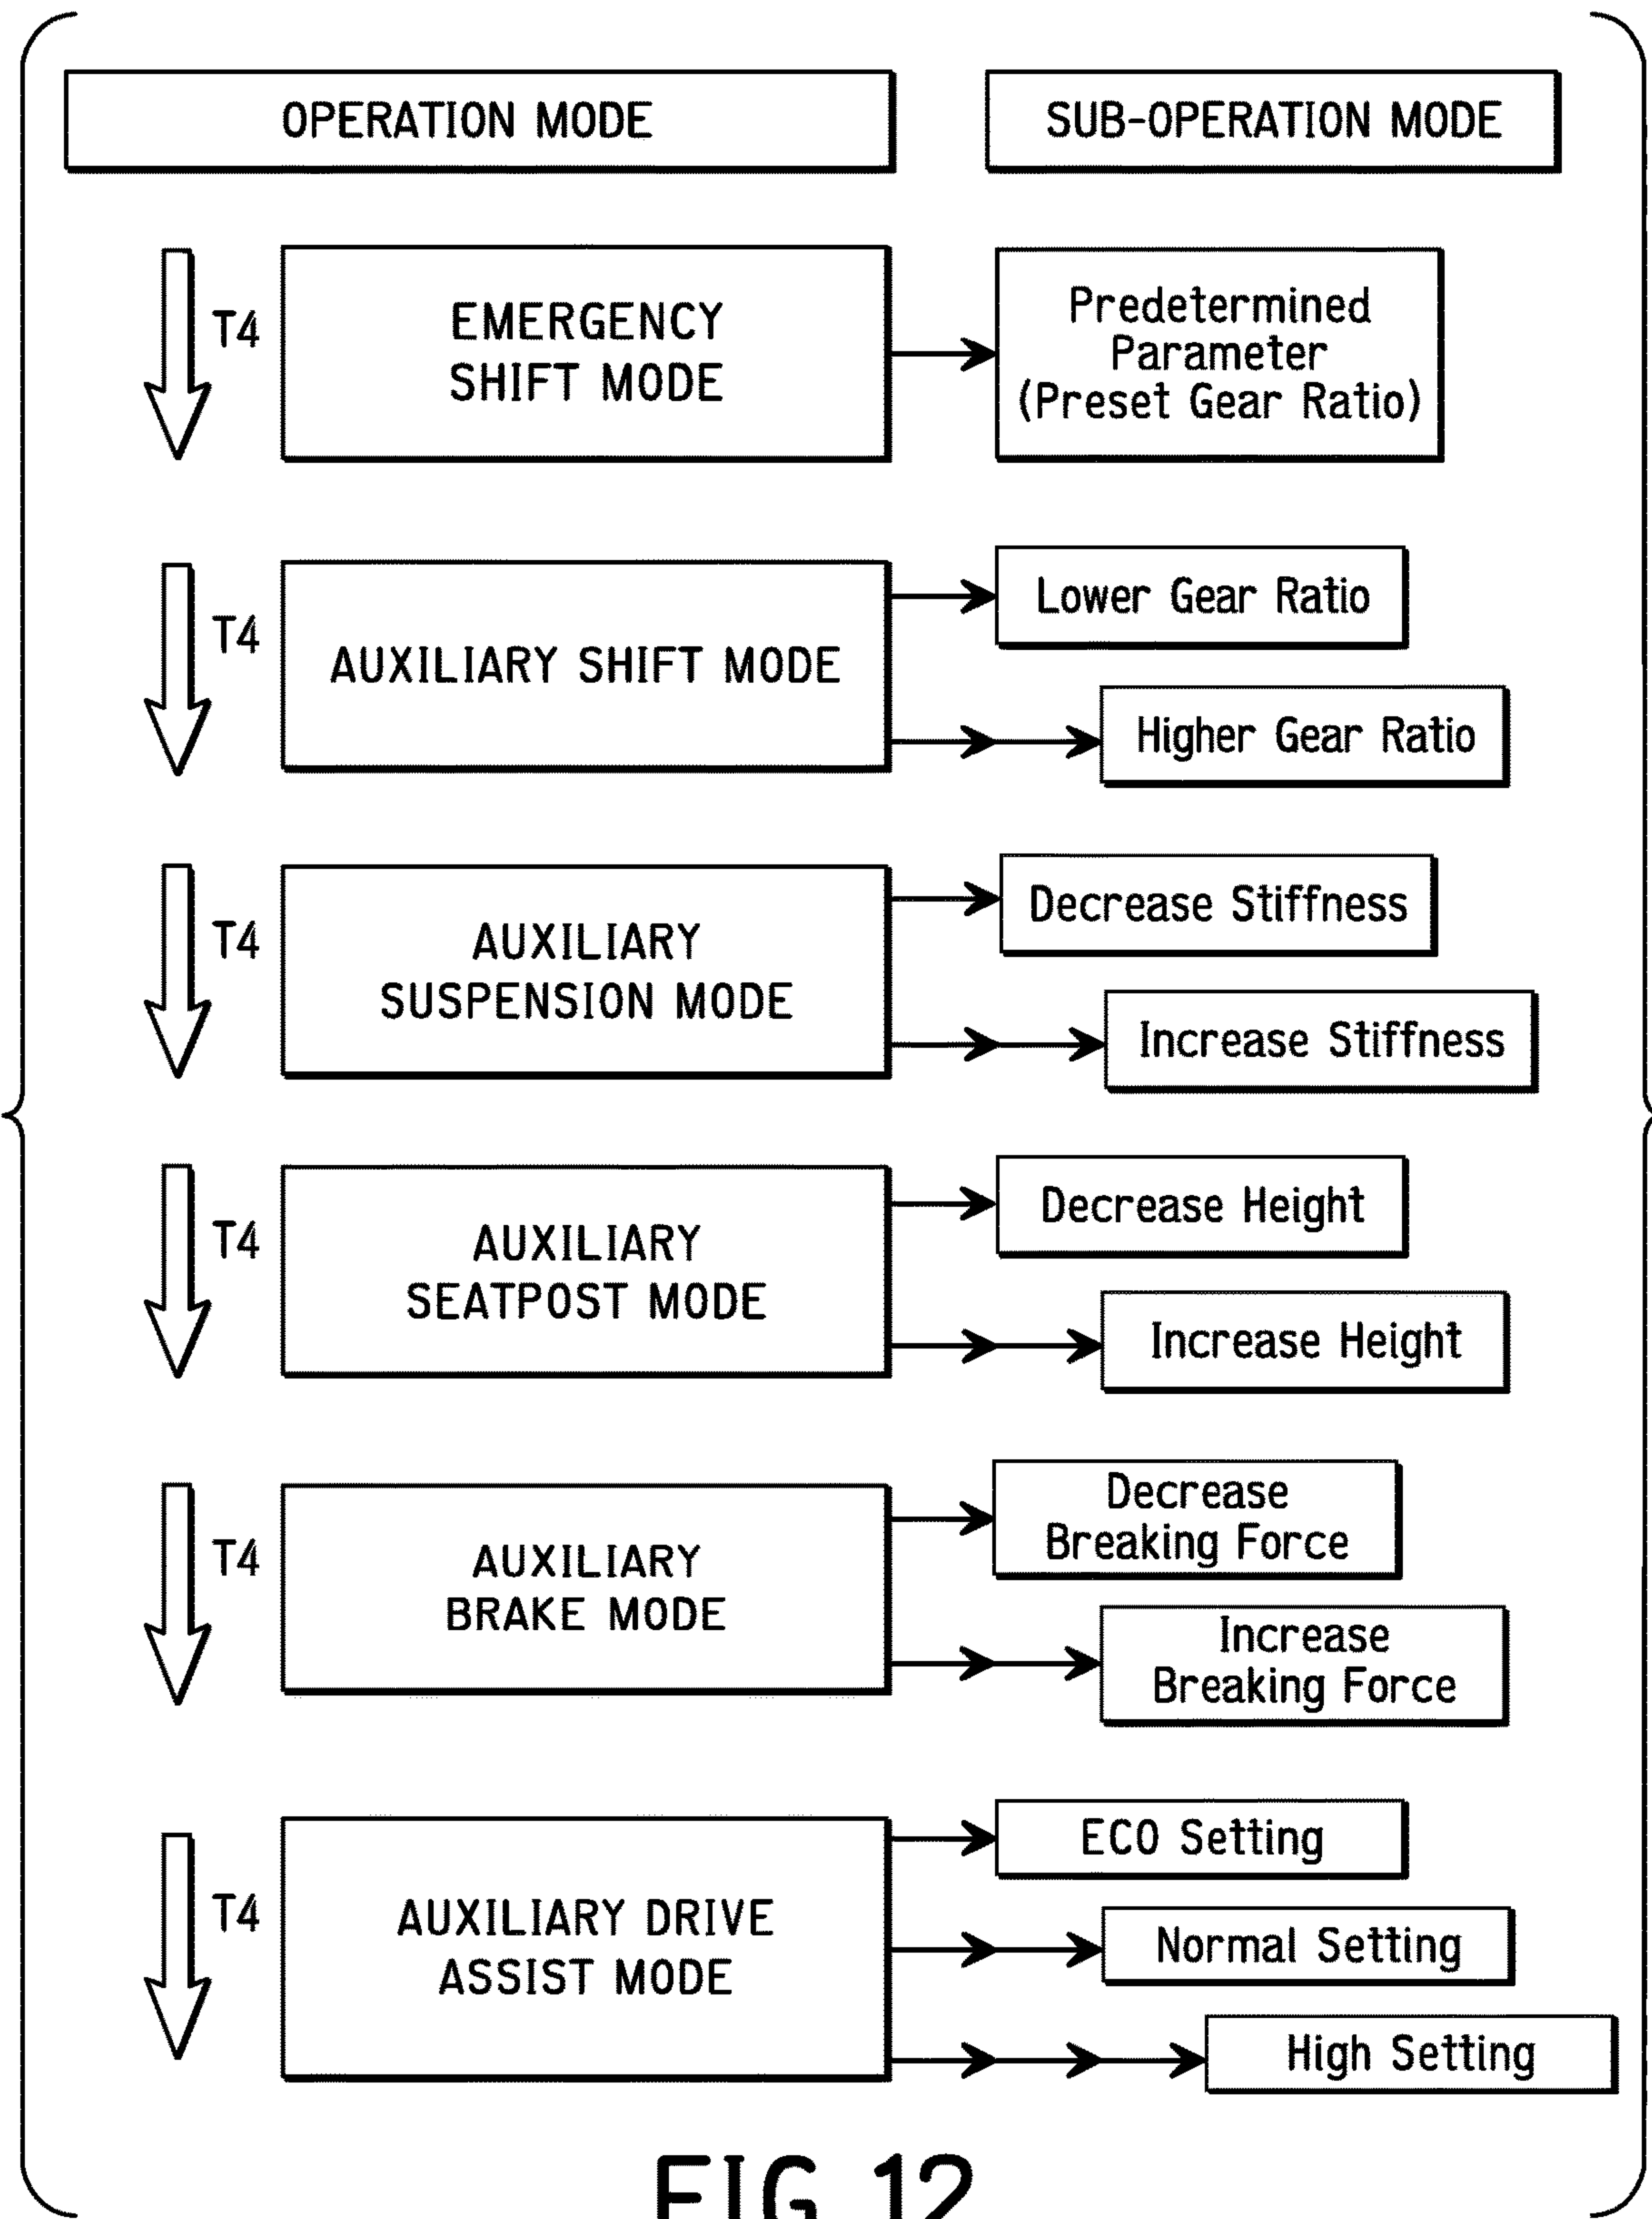 OPERATION MODE
SUB-OPERATION MODE
T4
EMERGENCY
SHIFT MODE
Predetermined
Parameter
(Preset Gear Ratio)
T4
AUXILIARY SHIFT MODE
Lower Gear Ratio
Higher Gear Ratio
T4
AUXILIARY
SUSPENSION MODE
Decrease Stiffness
Increase Stiffness
T4
AUXILIARY
SEATPOST MODE
Decrease Height
Increase Height
T4
AUXILIARY
BRAKE MODE
Decrease
Breaking Force
Increase
Breaking Force
T4
AUXILIARY DRIVE
ASSIST MODE
ECO Setting
Normal Setting
High Setting
FIG 12